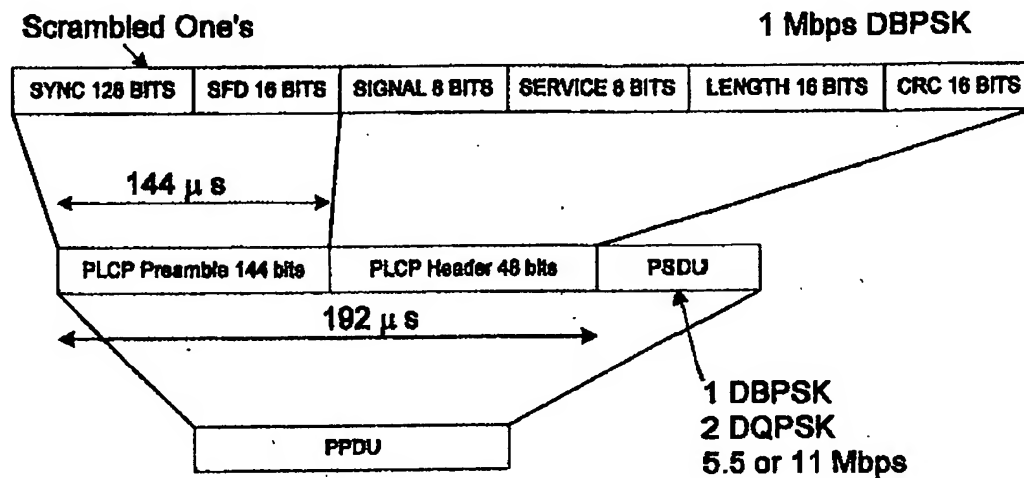 Scrambled One's
1 Mbps DBPSK
SYNC 128 BITS SFD 16 BITS SIGNAL 8 BITS SERVICE 8 BITS LENGTH 16 BITS CRC 16 BITS
144 μ s
PLCP Preamble 144 bits PLCP Header 48 bits PSDU
192 μ s
1 DBPSK
2 DQPSK
PPDU
5.5 or 11 Mbps